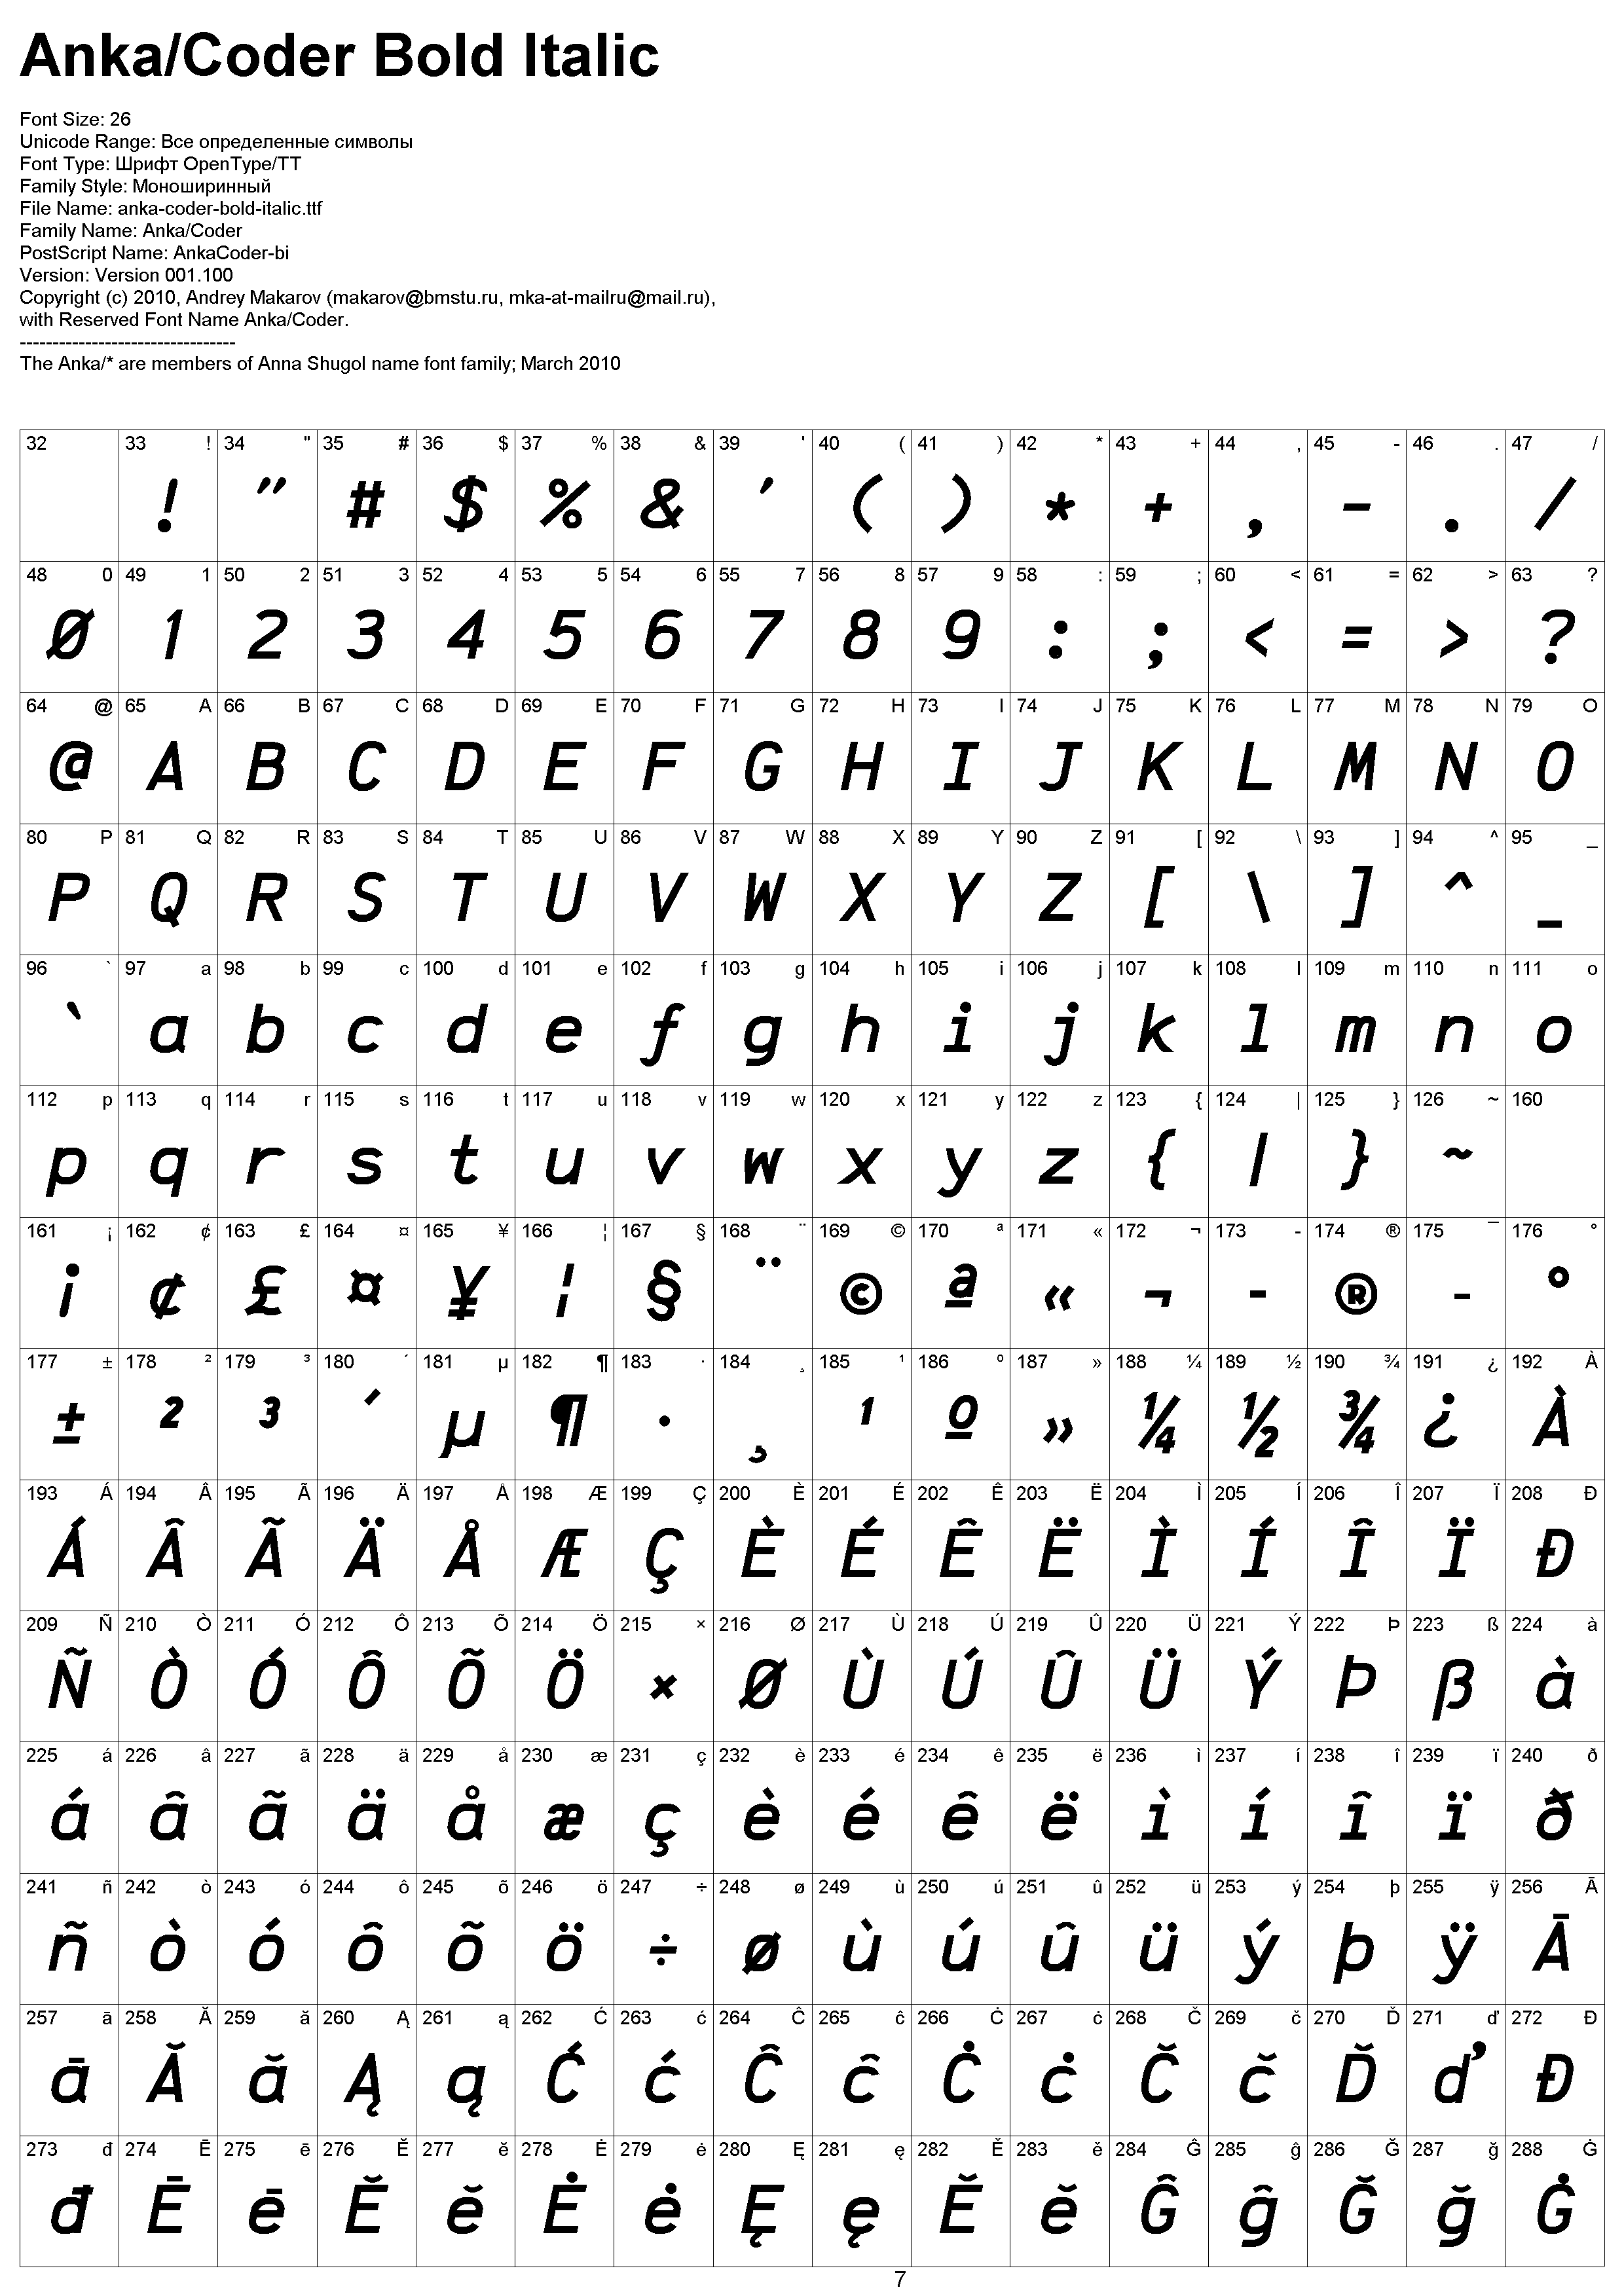 Anka/Coder Bold Italic
Font Size: 26
Unicode Range: Все определенные символы
Font Type: Шрифт OpenType/TT
Family Style: Моноширинный
File Name: anka-coder-bold-italic.ttf
Family Name: Anka/Coder
PostScript Name: AnkaCoder-bi
Version: Version 001.100
Copyright (c) 2010, Andrey Makarov (makarov@bmstu.ru, mka-at-mailru@mail.ru),
with Reserved Font Name Anka/Coder.
---------------------------------
The Anka/* are members of Anna Shugol name font family; March 2010
32 33 ! 34 " 35 # 36 $ 37 % 38 & 39 ' 40 ( 41 ) 42 * 43 + 44 , 45 - 46 . 47 /
! " # $ % & ' ( ) * + , - . /
48 0 49 1 50 2 51 3 52 4 53 5 54 6 55 7 56 8 57 9 58 : 59 ; 60 < 61 = 62 > 63 ?
0 1 2 3 4 5 6 7 8 9 : ; < = > ?
64 @ 65 A 66 B 67 C 68 D 69 E 70 F 71 G 72 H 73 I 74 J 75 K 76 L 77 M 78 N 79 O
@ A B C D E F G H I J K L M N O
80 P 81 Q 82 R 83 S 84 T 85 U 86 V 87 W 88 X 89 Y 90 Z 91 [ 92 \ 93 ] 94 ^ 95 _
P Q R S T U V W X Y Z [ \ ] ^ _
96 ` 97 a 98 b 99 c 100 d 101 e 102 f 103 g 104 h 105 i 106 j 107 k 108 l 109 m 110 n 111 o
` a b c d e f g h i j k l m n o
112 p 113 q 114 r 115 s 116 t 117 u 118 v 119 w 120 x 121 y 122 z 123 { 124 | 125 } 126 ~ 160
p q r s t u v w x y z { | } ~
161 ¡ 162 ¢ 163 £ 164 ¤ 165 ¥ 166 ¦ 167 § 168 ¨ 169 © 170 ª 171 « 172 ¬ 173 - 174 ® 175 ¯ 176 °
¡ ¢ £ ¤ ¥ ¦ § ¨ © ª « ¬ - ® ¯ °
177 ± 178 ² 179 ³ 180 ´ 181 µ 182 ¶ 183 · 184 ¸ 185 ¹ 186 º 187 » 188 ¼ 189 ½ 190 ¾ 191 ¿ 192 À
± ² ³ ´ µ ¶ · ¸ ¹ º » ¼ ½ ¾ ¿ À
193 Á 194 Â 195 Ã 196 Ä 197 Å 198 Æ 199 Ç 200 È 201 É 202 Ê 203 Ë 204 Ì 205 Í 206 Î 207 Ï 208 Ð
Á Â Ã Ä Å Æ Ç È É Ê Ë Ì Í Î Ï Ð
209 Ñ 210 Ò 211 Ó 212 Ô 213 Õ 214 Ö 215 × 216 Ø 217 Ù 218 Ú 219 Û 220 Ü 221 Ý 222 Þ 223 ß 224 à
Ñ Ò Ó Ô Õ Ö × Ø Ù Ú Û Ü Ý Þ ß à
225 á 226 â 227 ã 228 ä 229 å 230 æ 231 ç 232 è 233 é 234 ê 235 ë 236 ì 237 í 238 î 239 ï 240 ð
á â ã ä å æ ç è é ê ë ì í î ï ð
241 ñ 242 ò 243 ó 244 ô 245 õ 246 ö 247 ÷ 248 ø 249 ù 250 ú 251 û 252 ü 253 ý 254 þ 255 ÿ 256 Ā
ñ ò ó ô õ ö ÷ ø ù ú û ü ý þ ÿ Ā
257 ā 258 Ă 259 ă 260 Ą 261 ą 262 Ć 263 ć 264 Ĉ 265 ĉ 266 Ċ 267 ċ 268 Č 269 č 270 Ď 271 ď 272 Đ
ā Ă ă Ą ą Ć ć Ĉ ĉ Ċ ċ Č č Ď ď Đ
273 đ 274 Ē 275 ē 276 Ĕ 277 ĕ 278 Ė 279 ė 280 Ę 281 ę 282 Ě 283 ě 284 Ĝ 285 ĝ 286 Ğ 287 ğ 288 Ġ
đ Ē ē Ĕ ĕ Ė ė Ę ę Ě ě Ĝ ĝ Ğ ğ Ġ
7